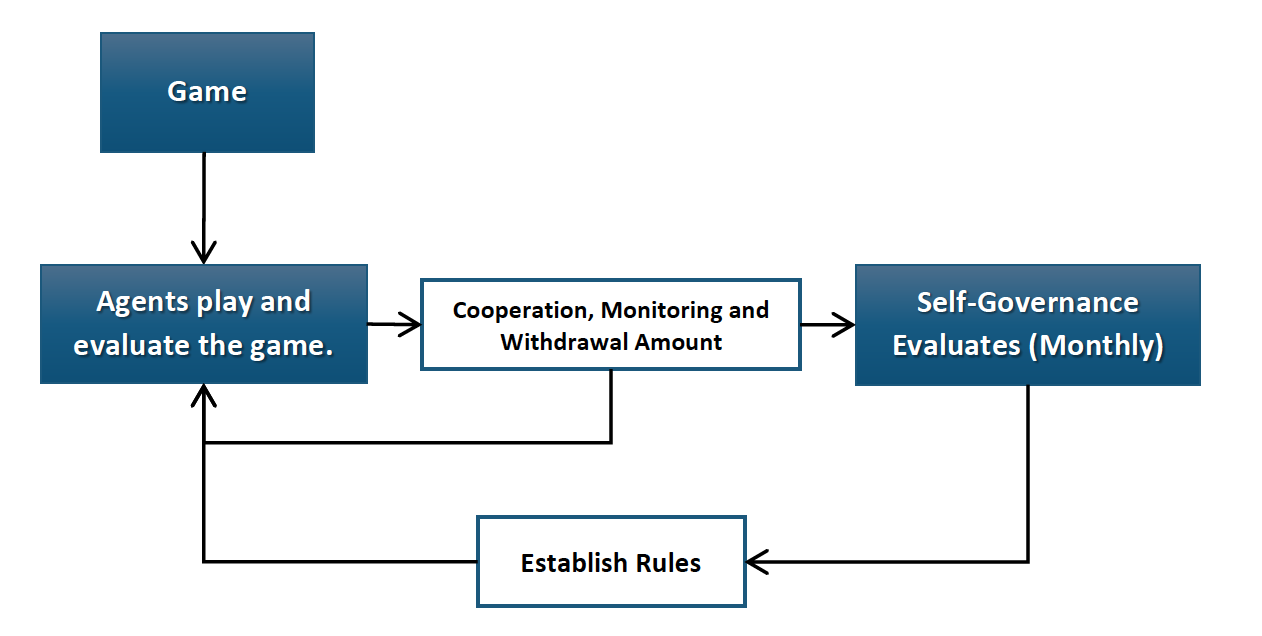 Game
Agents play and
evaluate the game.
Cooperation, Monitoring and
Withdrawal Amount
Self-Governance
Evaluates (Monthly)
Establish Rules